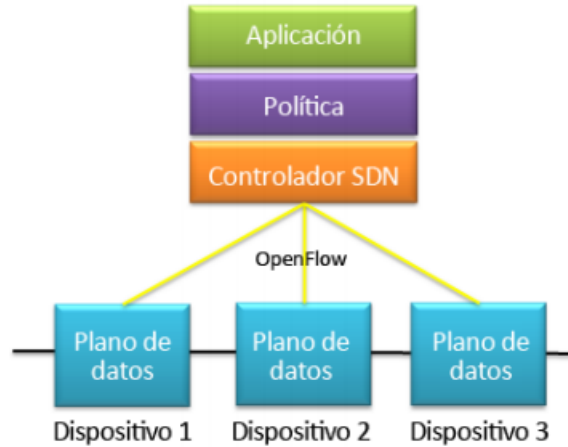 Aplicación
Política
Controlador SDN
OpenFlow
Plano de
datos
Plano de
datos
Plano de
datos
Dispositivo 1
Dispositivo 2
Dispositivo 3